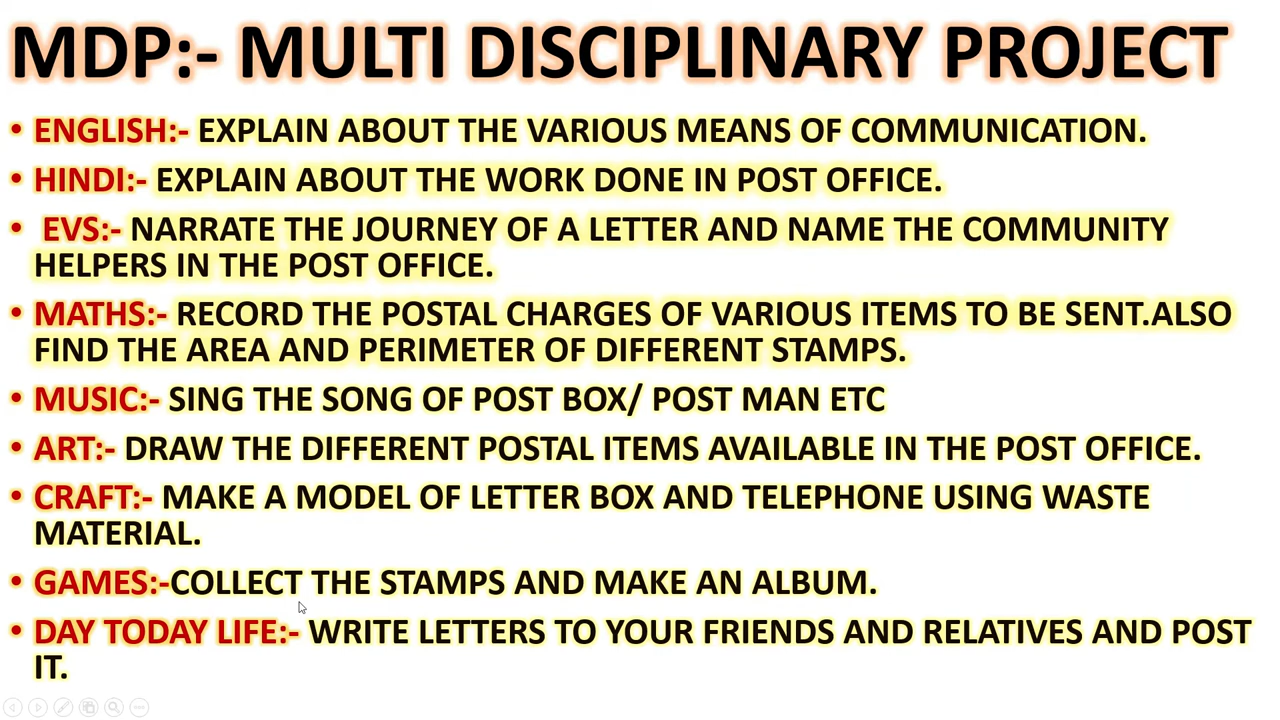 MDP:- MULTI DISCIPLINARY PROJECT
• ENGLISH:- EXPLAIN ABOUT THE VARIOUS MEANS OF COMMUNICATION.
• HINDI:- EXPLAIN ABOUT THE WORK DONE IN POST OFFICE.
• EVS:- NARRATE THE JOURNEY OF A LETTER AND NAME THE COMMUNITY
HELPERS IN THE POST OFFICE.
• MATHS:- RECORD THE POSTAL CHARGES OF VARIOUS ITEMS TO BE SENT.ALSO
FIND THE AREA AND PERIMETER OF DIFFERENT STAMPS.
• MUSIC:- SING THE SONG OF POST BOX/ POST MAN ETC
• ART:- DRAW THE DIFFERENT POSTAL ITEMS AVAILABLE IN THE POST OFFICE.
• CRAFT:- MAKE A MODEL OF LETTER BOX AND TELEPHONE USING WASTE
MATERIAL.
• GAMES:-COLLECT THE STAMPS AND MAKE AN ALBUM.
• DAY TODAY LIFE:- WRITE LETTERS TO YOUR FRIENDS AND RELATIVES AND POST
IT.